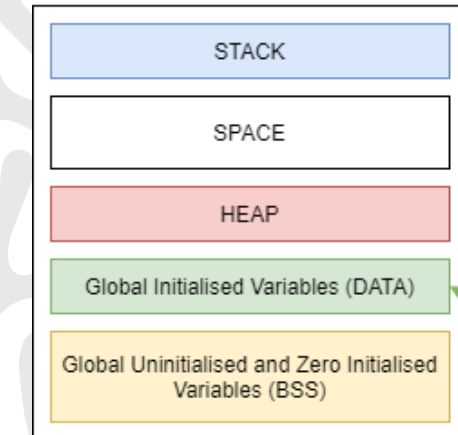 STACK
SPACE
HEAP
Global Initialised Variables (DATA)
Global Uninitialised and Zero Initialised
Variables (BSS)